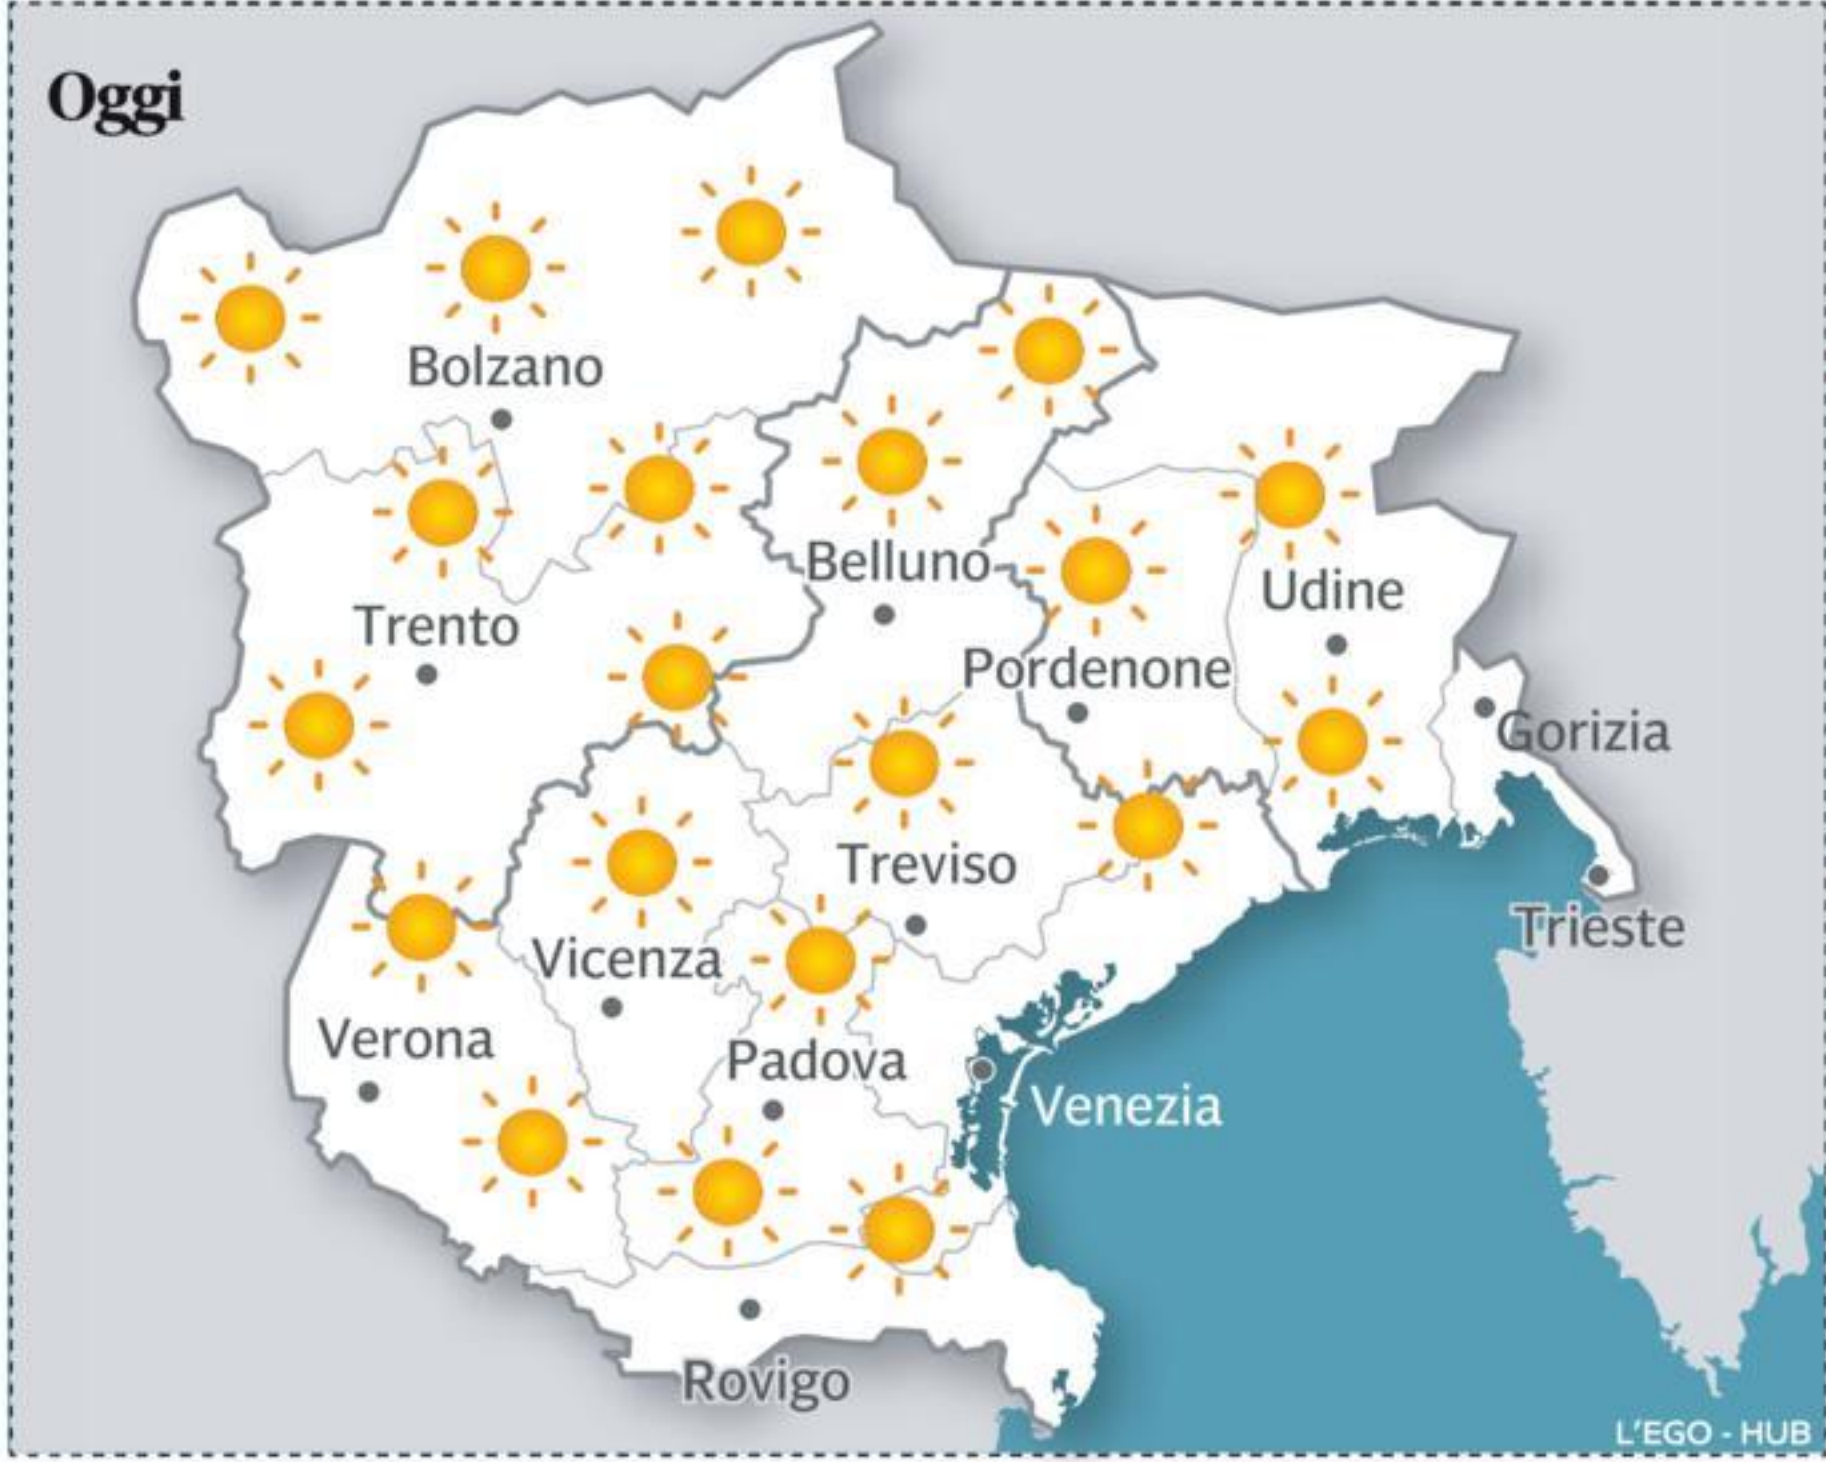 Oggi
Bolzano
Belluno
Trento
Udine
Pordenone
Gorizia
Treviso
Trieste
Vicenza
Verona
Padova
Venezia
Rovigo
L'EGO - HUB